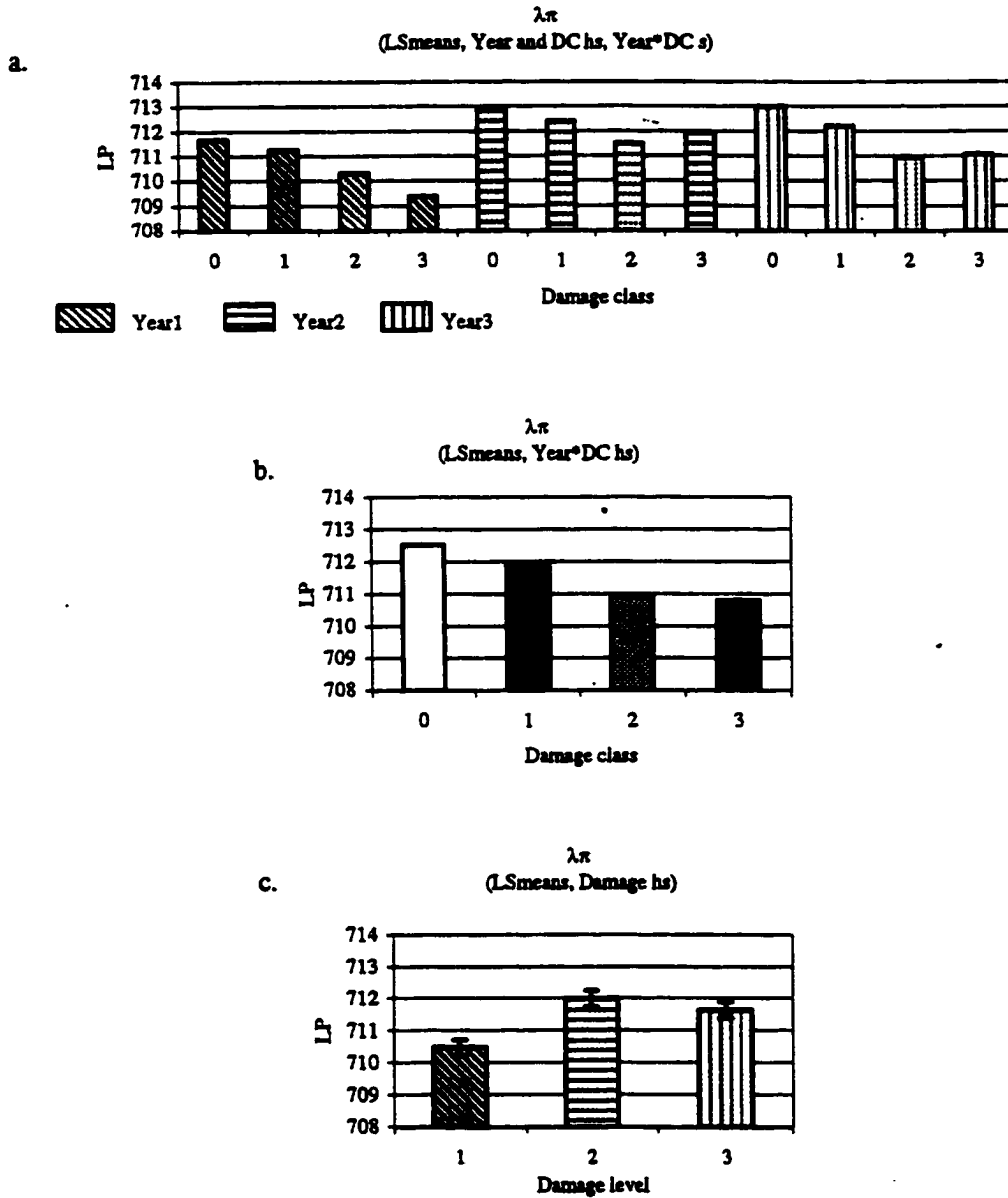 λπ
(LSmeans, Year and DC hs, Year*DC s)
a.
714
713
712
711
710
709
708
LP
0 1 2 3 0 1 2 3 0 1 2 3
Damage class
Year1 Year2 Year3
λπ
(LSmeans, Year*DC hs)
b.
714
713
712
711
710
709
708
LP
0 1 2 3
Damage class
λπ
(LSmeans, Damage hs)
c.
714
713
712
711
710
709
708
LP
1 2 3
Damage level